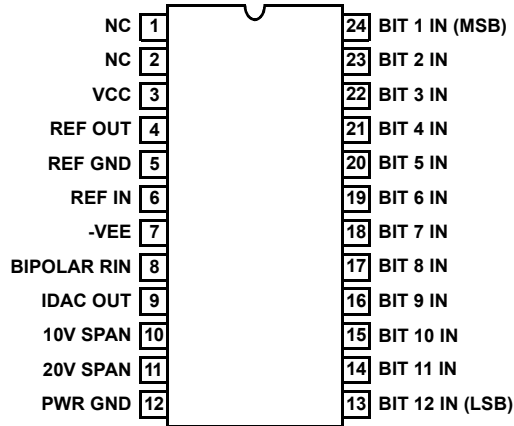 NC 1 24 BIT 1 IN (MSB)
NC 2 23 BIT 2 IN
VCC 3 22 BIT 3 IN
REF OUT 4 21 BIT 4 IN
REF GND 5 20 BIT 5 IN
REF IN 6 19 BIT 6 IN
-VEE 7 18 BIT 7 IN
BIPOLAR RIN 8 17 BIT 8 IN
IDAC OUT 9 16 BIT 9 IN
10V SPAN 10 15 BIT 10 IN
20V SPAN 11 14 BIT 11 IN
PWR GND 12 13 BIT 12 IN (LSB)